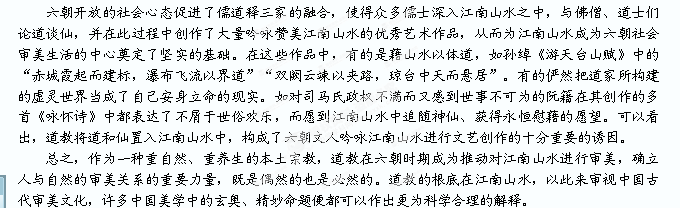 六朝开放的社会心态促进了儒道释三家的融合，使得众多儒士深入江南山水之中，与佛僧、道士们
论道谈仙，并在此过程中创作了大量吟咏赞美江南山水的优秀艺术作品，从而为江南山水成为六朝社会
审美生活的中心奠定了坚实的基础。在这些作品中，有的是藉山水以体道，如孙绰《游天台山赋》中的
“赤城霞起而建标，瀑布飞流以界道”“双阙云竦以夹路，琼台中天而悬居”。有的俨然把道家所构建
的虚灵世界当成了自己安身立命的现实。如对司马氏政权不满而又感到世事不可为的阮籍在其创作的多
首《咏怀诗》中都表达了不屑于世俗欢乐，而愿到江南山水中追随神仙、获得永恒慰藉的愿望。可以看
出，道教将道和仙置入江南山水中，构成了六朝文人吟咏江南山水进行文艺创作的十分重要的诱因。
总之，作为一种重自然、重养生的本土宗教，道教在六朝时期成为推动对江南山水进行审美，确立
人与自然的审美关系的重要力量，既是偶然的也是必然的。道教的根底在江南山水，以此来审视中国古
代审美文化，许多中国美学中的玄奥、精妙命题便都可以作出更为科学合理的解释。